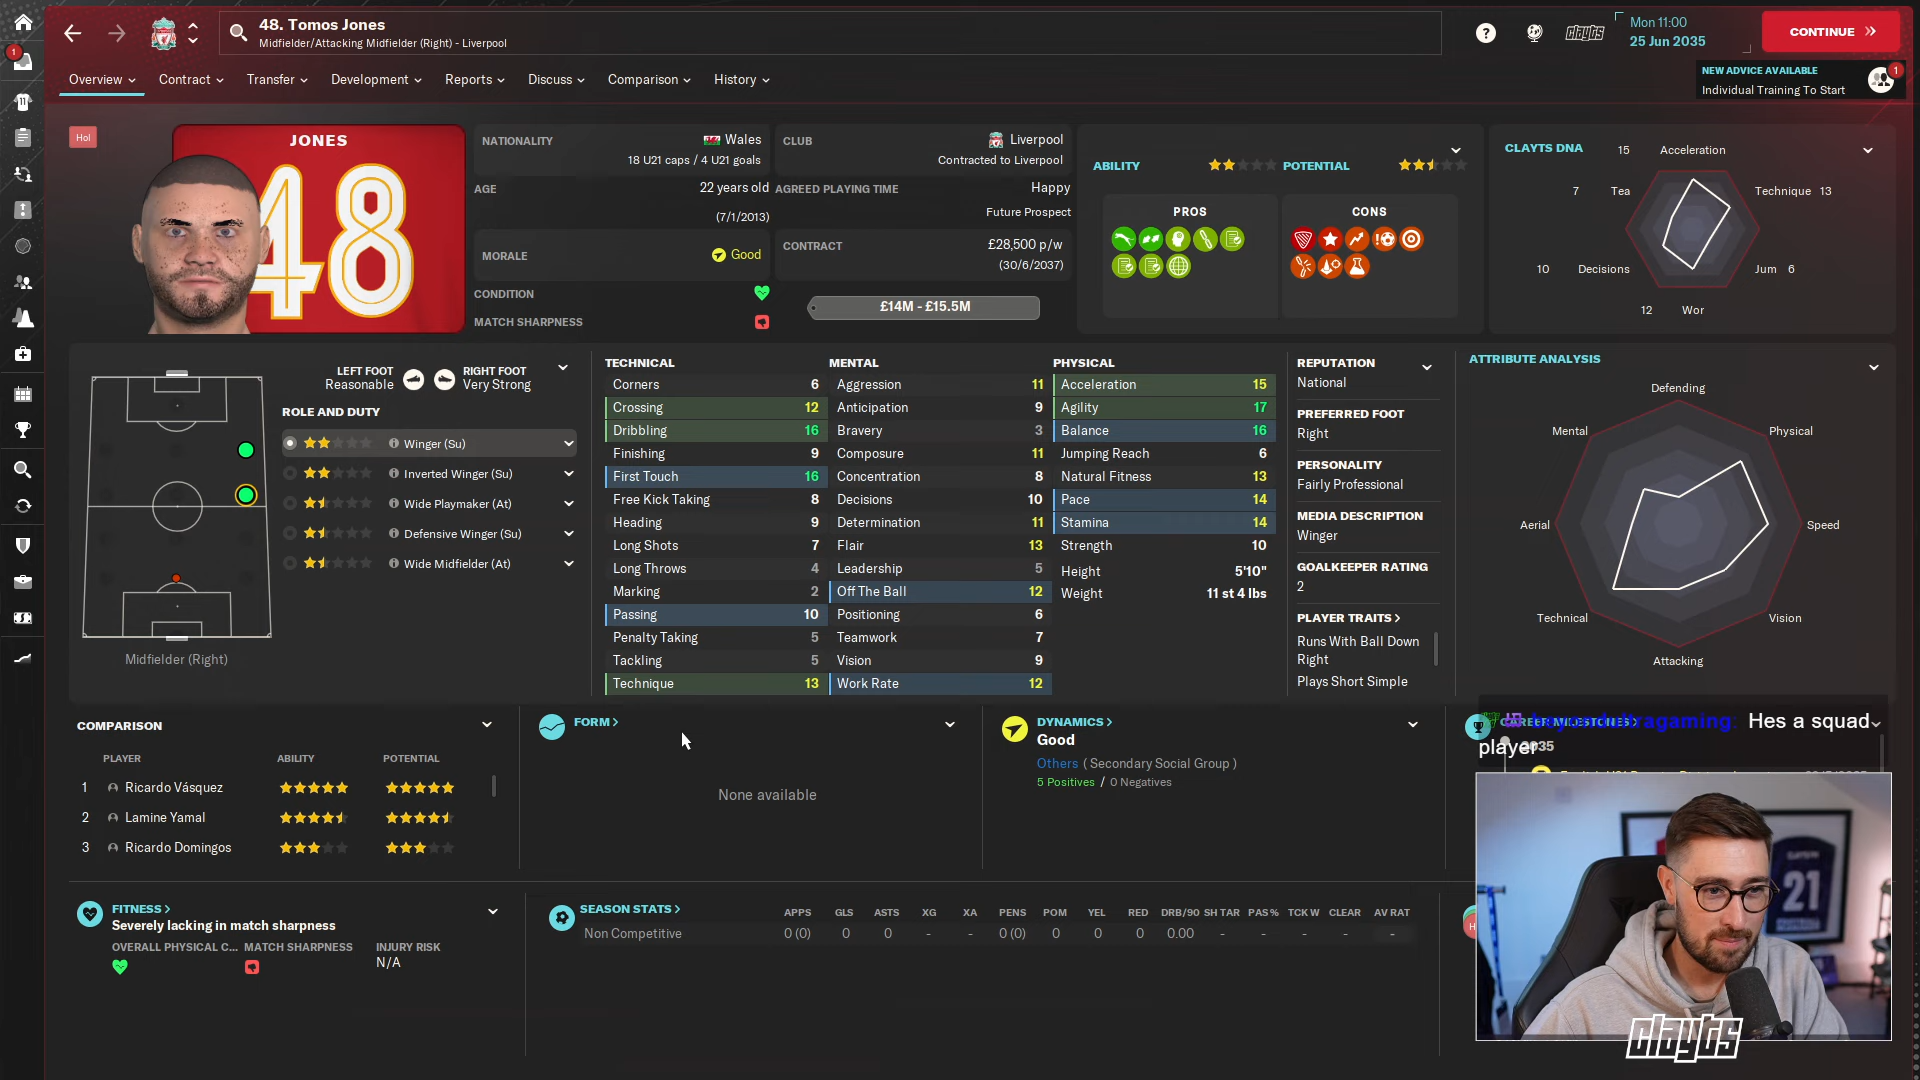 48. Tomos Jones
Midfielder/Attacking Midfielder (Right) - Liverpool
clayts
Mon 11:00
25 Jun 2035
CONTINUE
1
11
Overview
Contract
Transfer
Development
Reports
Discuss
Comparison
History
NEW ADVICE AVAILABLE
Individual Training To Start
1
Hol
JONES
48
NATIONALITY
Wales
18 U21 caps / 4 U21 goals
AGE
22 years old
(7/1/2013)
MORALE
Good
CONDITION
MATCH SHARPNESS
CLUB
Liverpool
Contracted to Liverpool
AGREED PLAYING TIME
Happy
Future Prospect
CONTRACT
£28,500 p/w
(30/6/2037)
£14M - £15.5M
ABILITY
POTENTIAL
PROS
CONS
CLAYTS DNA
15 Acceleration
7 Tea
Technique 13
10 Decisions
Jum 6
12 Wor
LEFT FOOT
Reasonable
RIGHT FOOT
Very Strong
ROLE AND DUTY
Winger (Su)
Inverted Winger (Su)
Wide Playmaker (At)
Defensive Winger (Su)
Wide Midfielder (At)
Midfielder (Right)
TECHNICAL
Corners 6
Crossing 12
Dribbling 16
Finishing 9
First Touch 16
Free Kick Taking 8
Heading 9
Long Shots 7
Long Throws 4
Marking 2
Passing 10
Penalty Taking 5
Tackling 5
Technique 13
MENTAL
Aggression 11
Anticipation 9
Bravery 3
Composure 11
Concentration 8
Decisions 10
Determination 11
Flair 13
Leadership 5
Off The Ball 12
Positioning 6
Teamwork 7
Vision 9
Work Rate 12
PHYSICAL
Acceleration 15
Agility 17
Balance 16
Jumping Reach 6
Natural Fitness 13
Pace 14
Stamina 14
Strength 10
Height 5'10"
Weight 11 st 4 lbs
REPUTATION
National
PREFERRED FOOT
Right
PERSONALITY
Fairly Professional
MEDIA DESCRIPTION
Winger
GOALKEEPER RATING
2
PLAYER TRAITS >
Runs With Ball Down
Right
Plays Short Simple
ATTRIBUTE ANALYSIS
Defending
Mental
Physical
Aerial
Speed
Technical
Vision
Attacking
COMPARISON
PLAYER ABILITY POTENTIAL
1 Ricardo Vásquez
2 Lamine Yamal
3 Ricardo Domingos
FORM >
None available
DYNAMICS >
Good
Others ( Secondary Social Group )
5 Positives / 0 Negatives
CAREER MILESTONES >
2035
Hes a squad
player
FITNESS >
Severely lacking in match sharpness
OVERALL PHYSICAL C... MATCH SHARPNESS INJURY RISK
N/A
SEASON STATS > APPS GLS ASTS XG XA PENS POM YEL RED DRB/90 SH TAR PAS % TCK W CLEAR AV RAT
Non Competitive 0 (0) 0 0 - - 0 (0) 0 0 0 0.00 - - - - -
21
clayts